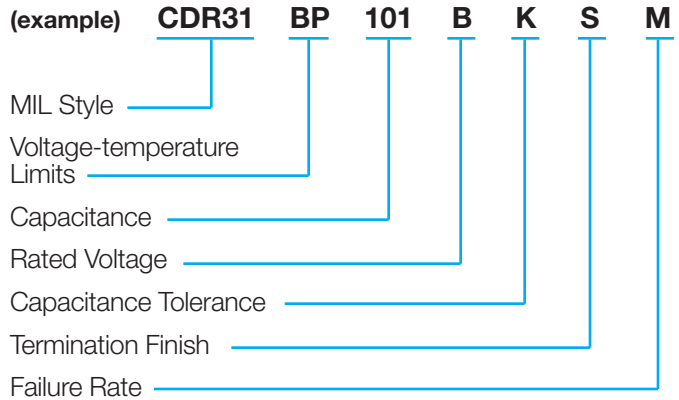 (example) CDR31 BP 101 B K S M
MIL Style
Voltage-temperature
Limits
Capacitance
Rated Voltage
Capacitance Tolerance
Termination Finish
Failure Rate